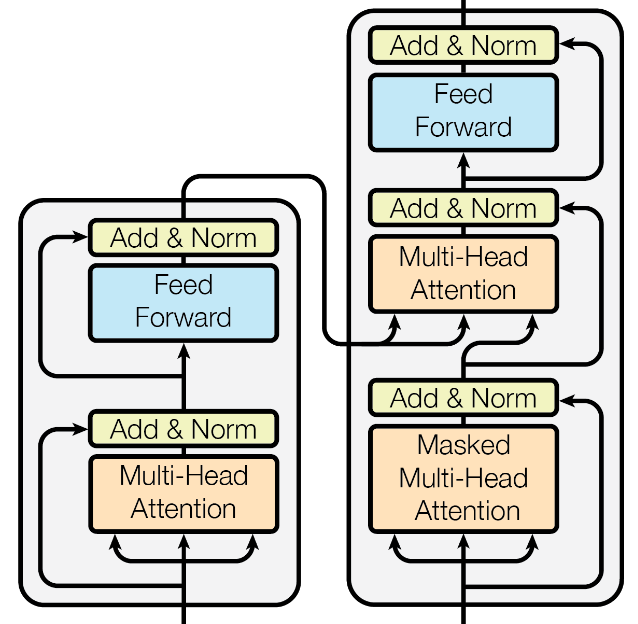 Add & Norm
Feed
Forward
Add & Norm
Multi-Head
Attention
Add & Norm
Feed
Forward
Add & Norm
Multi-Head
Attention
Add & Norm
Masked
Multi-Head
Attention